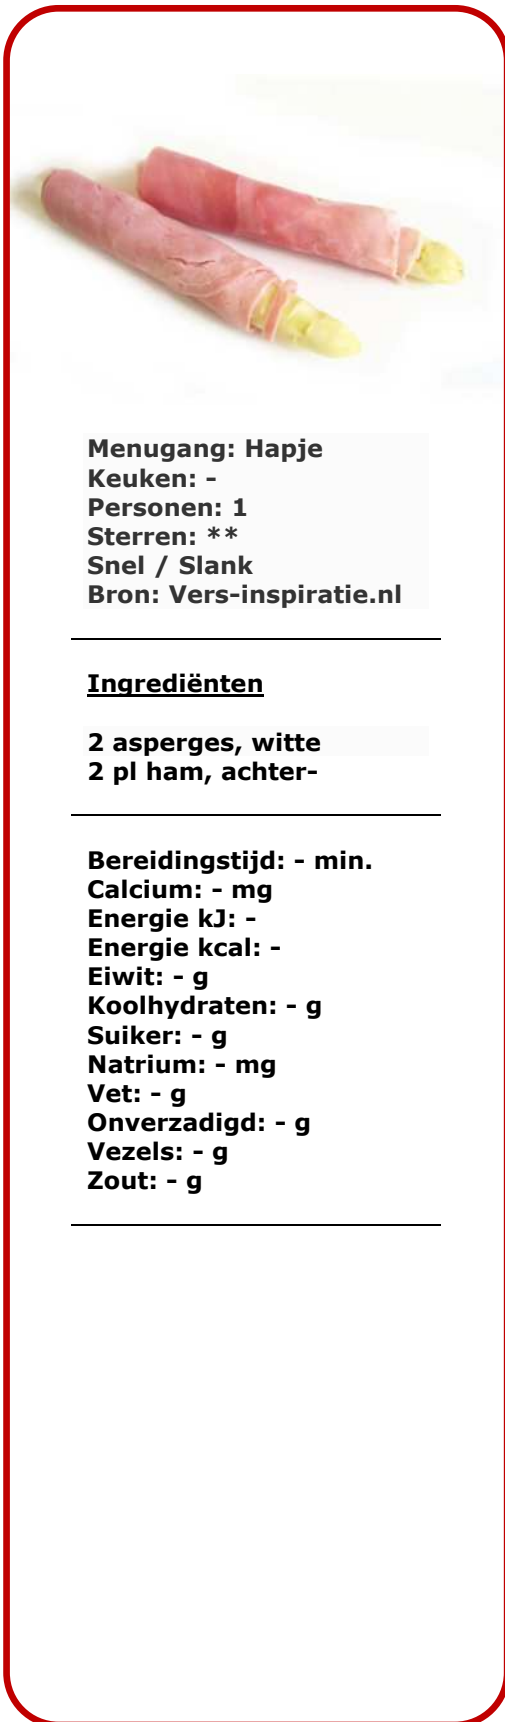 Menugang: Hapje
Keuken: -
Personen: 1
Sterren: **
Snel / Slank
Bron: Vers-inspiratie.nl
Ingrediënten
2 asperges, witte
2 pl ham, achter-
Bereidingstijd: - min.
Calcium: - mg
Energie kJ: -
Energie kcal: -
Eiwit: - g
Koolhydraten: - g
Suiker: - g
Natrium: - mg
Vet: - g
Onverzadigd: - g
Vezels: - g
Zout: - g